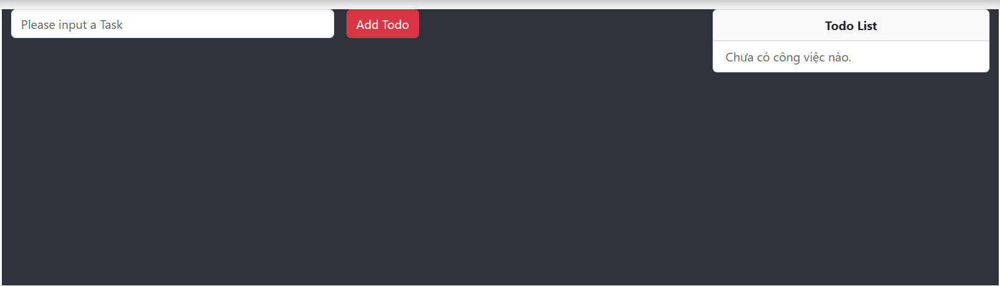 Please input a Task
Add Todo
Todo List
Chưa có công việc nào.